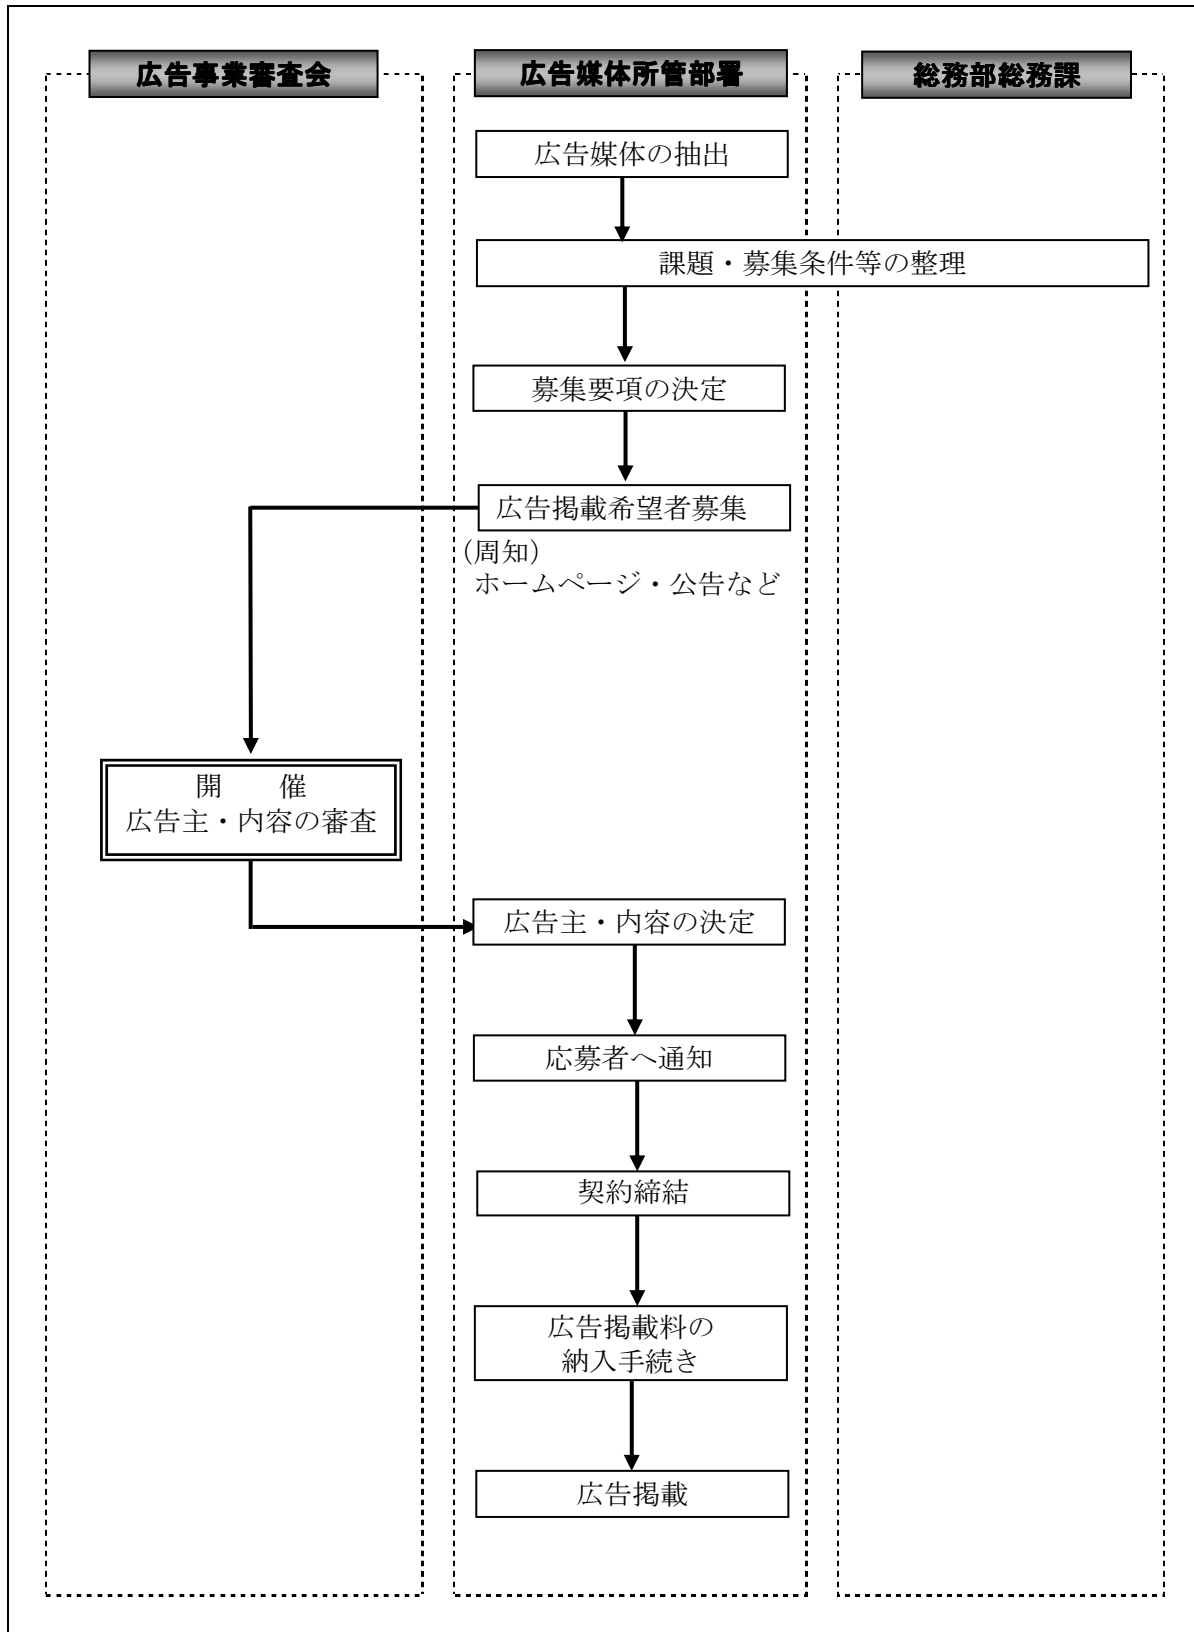 広告事業審査会
広告媒体所管部署
総務部総務課
広告媒体の抽出
課題・募集条件等の整理
募集要項の決定
広告掲載希望者募集
(周知)
ホームページ・公告など
開　　催
広告主・内容の審査
広告主・内容の決定
応募者へ通知
契約締結
広告掲載料の
納入手続き
広告掲載